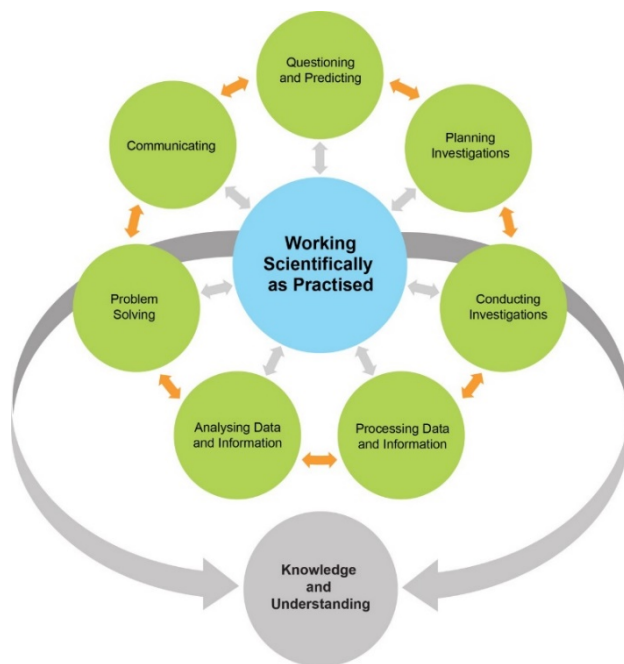 Questioning
and Predicting
Communicating
Planning
Investigations
Working
Scientifically
as Practised
Problem
Solving
Conducting
Investigations
Analysing Data
and Information
Processing Data
and Information
Knowledge
and
Understanding